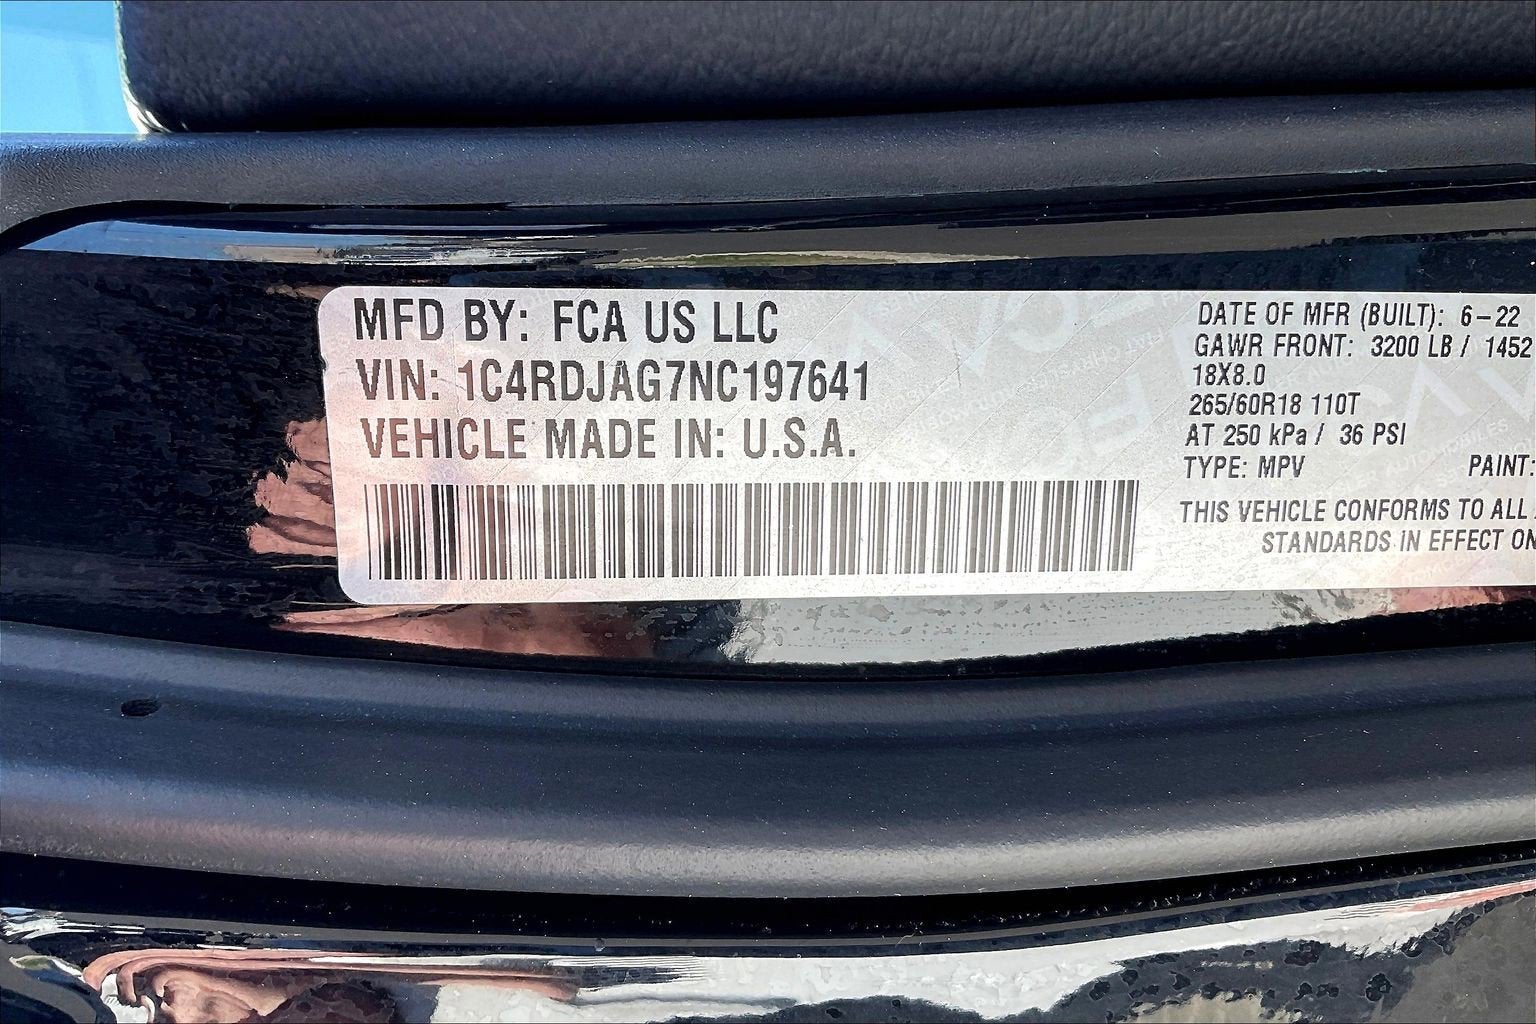 MFD BY: FCA US LLC
VIN: 1C4RDJAG7NC197641
VEHICLE MADE IN: U.S.A.
DATE OF MFR (BUILT): 6-22
GAWR FRONT: 3200 LB / 1452
18X8.0
265/60R18 110T
AT 250 kPa / 36 PSI
TYPE: MPV PAINT:
THIS VEHICLE CONFORMS TO ALL
STANDARDS IN EFFECT ON